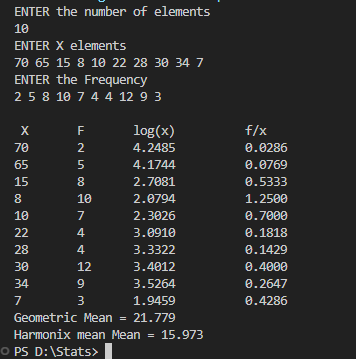 ENTER the number of elements
10
ENTER X elements
70 65 15 8 10 22 28 30 34 7
ENTER the Frequency
2 5 8 10 7 4 4 12 9 3
X F log(x) f/x
70 2 4.2485 0.0286
65 5 4.1744 0.0769
15 8 2.7081 0.5333
8 10 2.0794 1.2500
10 7 2.3026 0.7000
22 4 3.0910 0.1818
28 4 3.3322 0.1429
30 12 3.4012 0.4000
34 9 3.5264 0.2647
7 3 1.9459 0.4286
Geometric Mean = 21.779
Harmonix mean Mean = 15.973
PS D:\Stats>